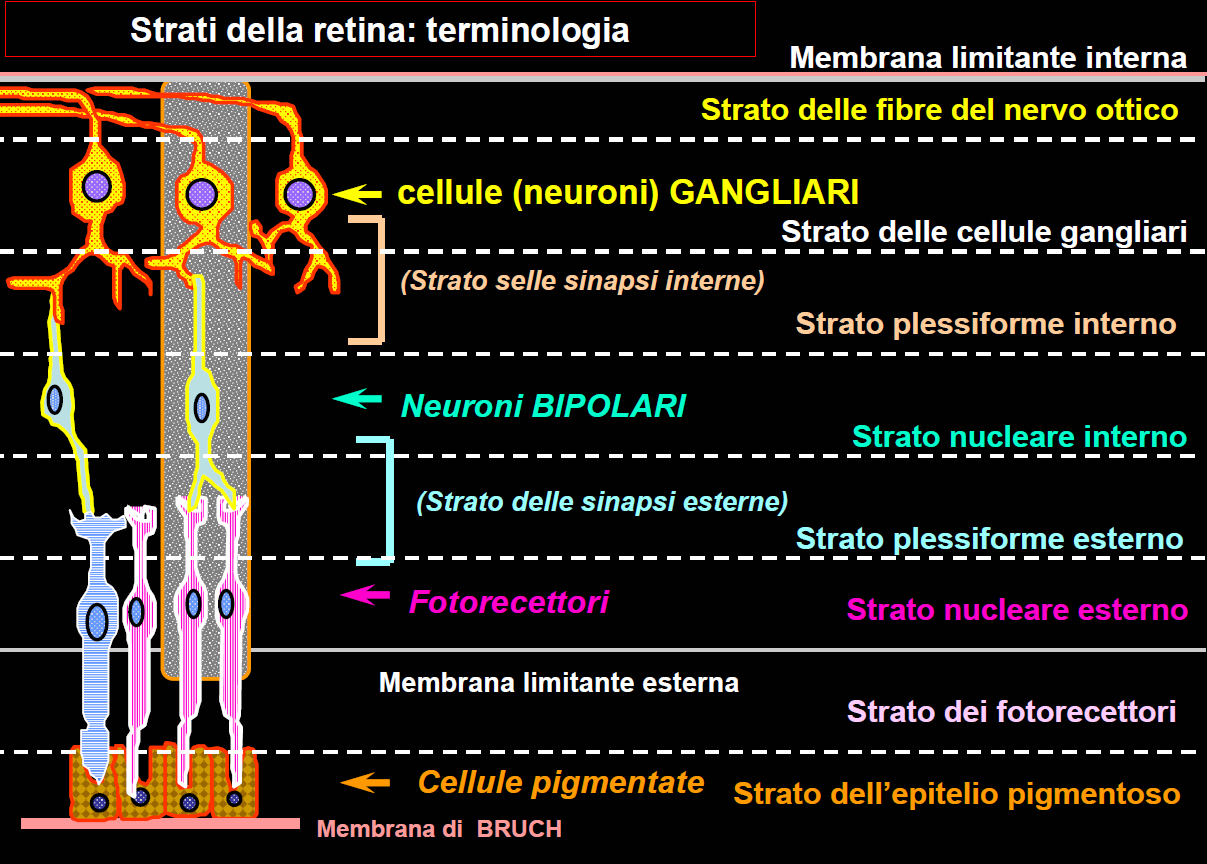 Strati della retina: terminologia
Membrana limitante interna
Strato delle fibre del nervo ottico
cellule (neuroni) GANGLIARI
Strato delle cellule gangliari
(Strato selle sinapsi interne)
Strato plessiforme interno
Neuroni BIPOLARI
Strato nucleare interno
(Strato delle sinapsi esterne)
Strato plessiforme esterno
Fotorecettori
Strato nucleare esterno
Membrana limitante esterna
Strato dei fotorecettori
Cellule pigmentate
Strato dell’epitelio pigmentoso
Membrana di BRUCH